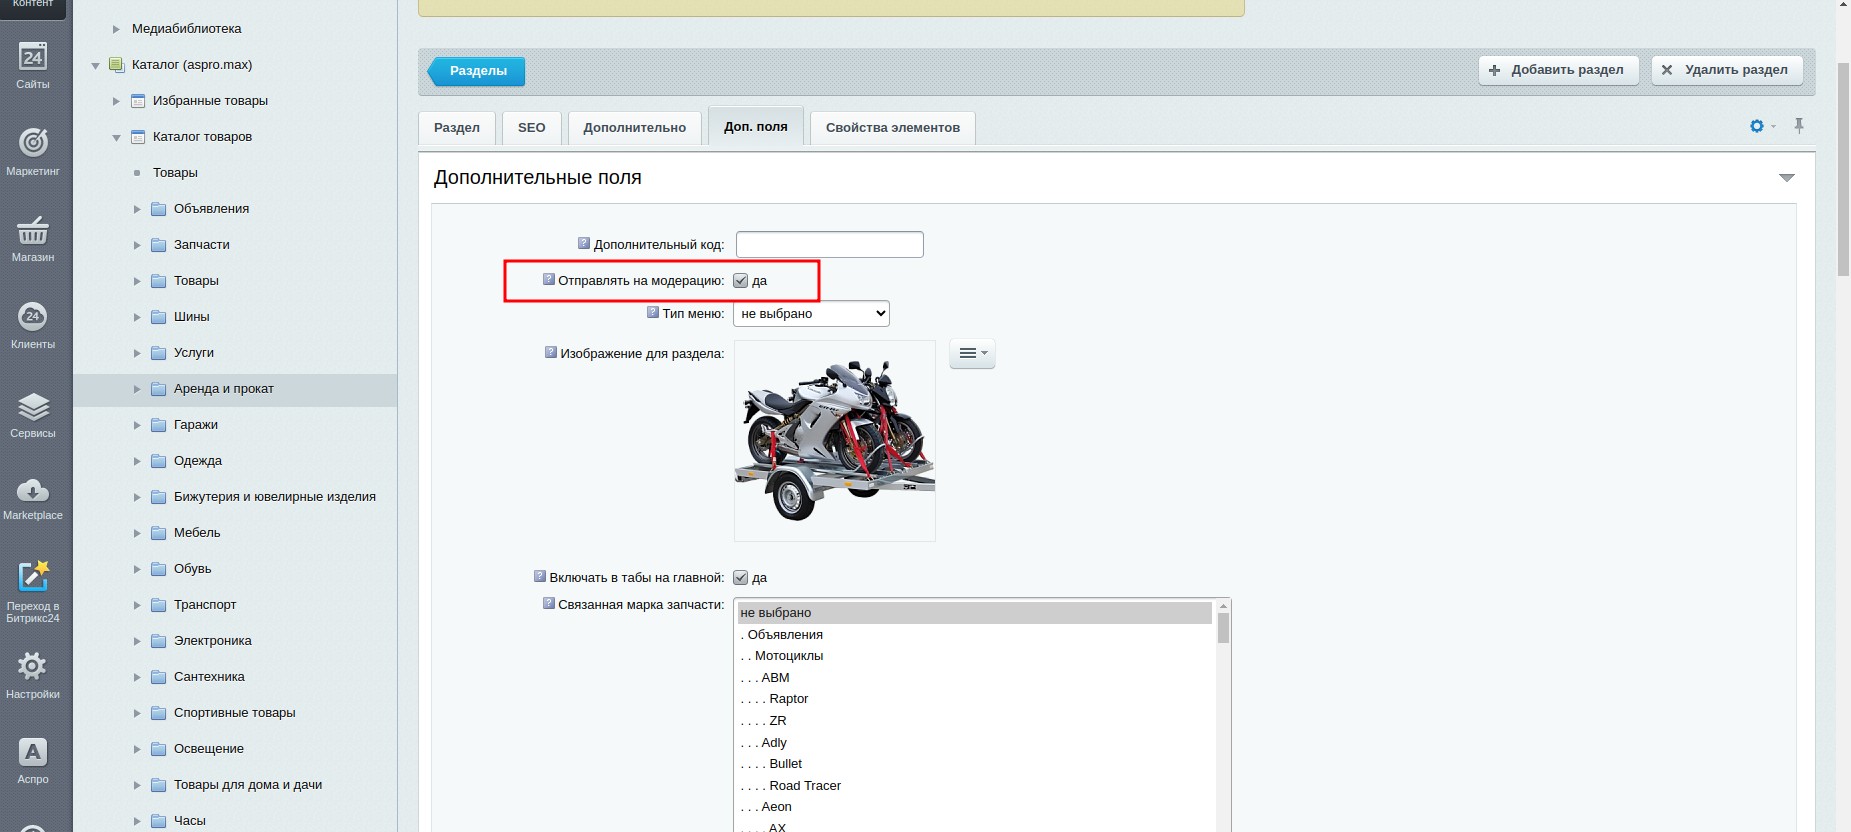 Контент
Сайты
Маркетинг
Магазин
24
24
Клиенты
Сервисы
Marketplace
Переход в
Битрикс24
Настройки
A
Аспро
Медиабиблиотека
Каталог (aspro.max)
Избранные товары
Каталог товаров
Товары
Объявления
Запчасти
Товары
Шины
Услуги
Аренда и прокат
Гаражи
Одежда
Бижутерия и ювелирные изделия
Мебель
Обувь
Транспорт
Электроника
Сантехника
Спортивные товары
Освещение
Товары для дома и дачи
Часы
Разделы
Добавить раздел
Удалить раздел
Раздел
SEO
Дополнительно
Доп. поля
Свойства элементов
Дополнительные поля
? Дополнительный код:
? Отправлять на модерацию: да
? Тип меню: не выбрано
? Изображение для раздела:
? Включать в табы на главной: да
? Связанная марка запчасти:
не выбрано
. Объявления
. . Мотоциклы
. . . ABM
. . . . Raptor
. . . . ZR
. . . Adly
. . . . Bullet
. . . . Road Tracer
. . . Aeon
. . . . AX